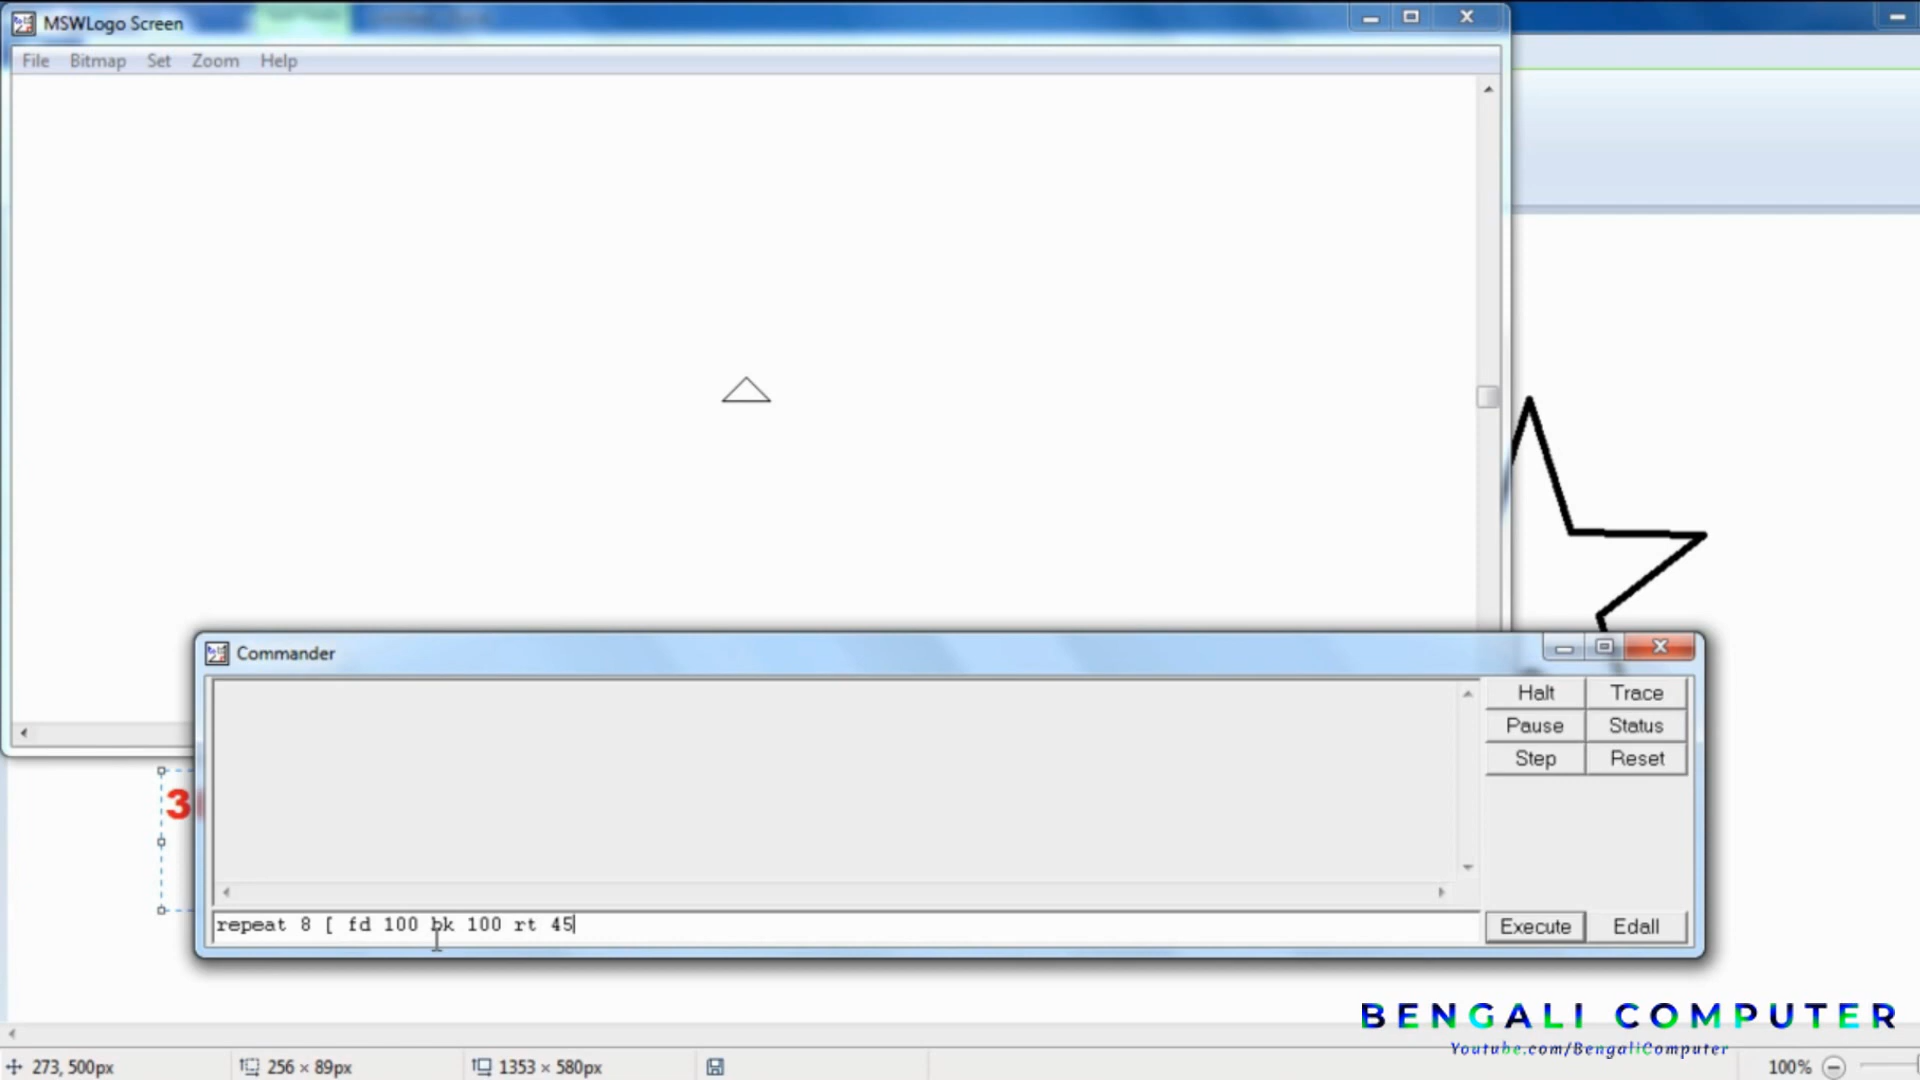 MSWLogo Screen
File Bitmap Set Zoom Help
Commander
Halt Trace
Pause Status
Step Reset
3
repeat 8 [ fd 100 bk 100 rt 45
Execute Edall
BENGALI COMPUTER
Youtube.com/BengaliComputer
273, 500px 256 × 89px 1353 × 580px 100%